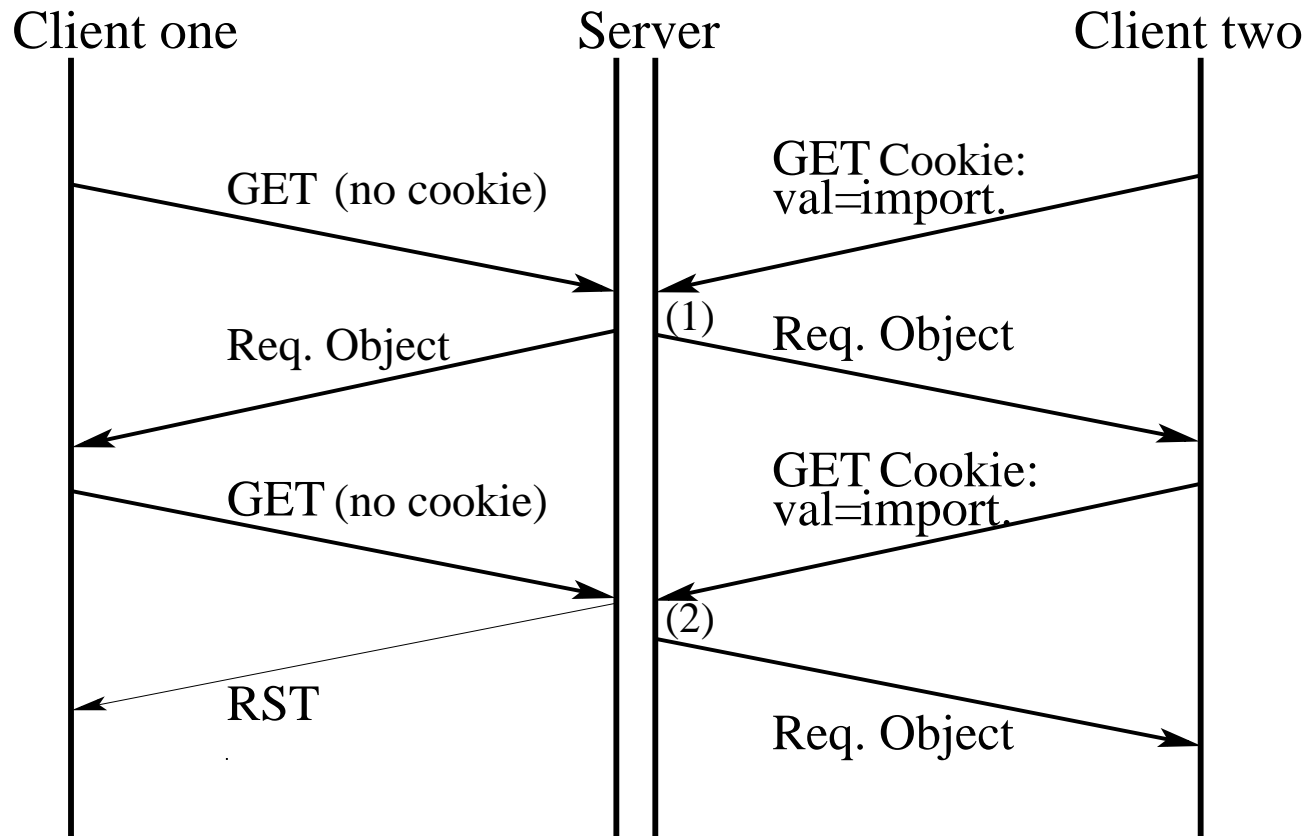 Client one
Server
Client two
GET (no cookie)
GET Cookie:
val=import.
(1)
Req. Object
Req. Object
GET (no cookie)
GET Cookie:
val=import.
(2)
RST
.
Req. Object